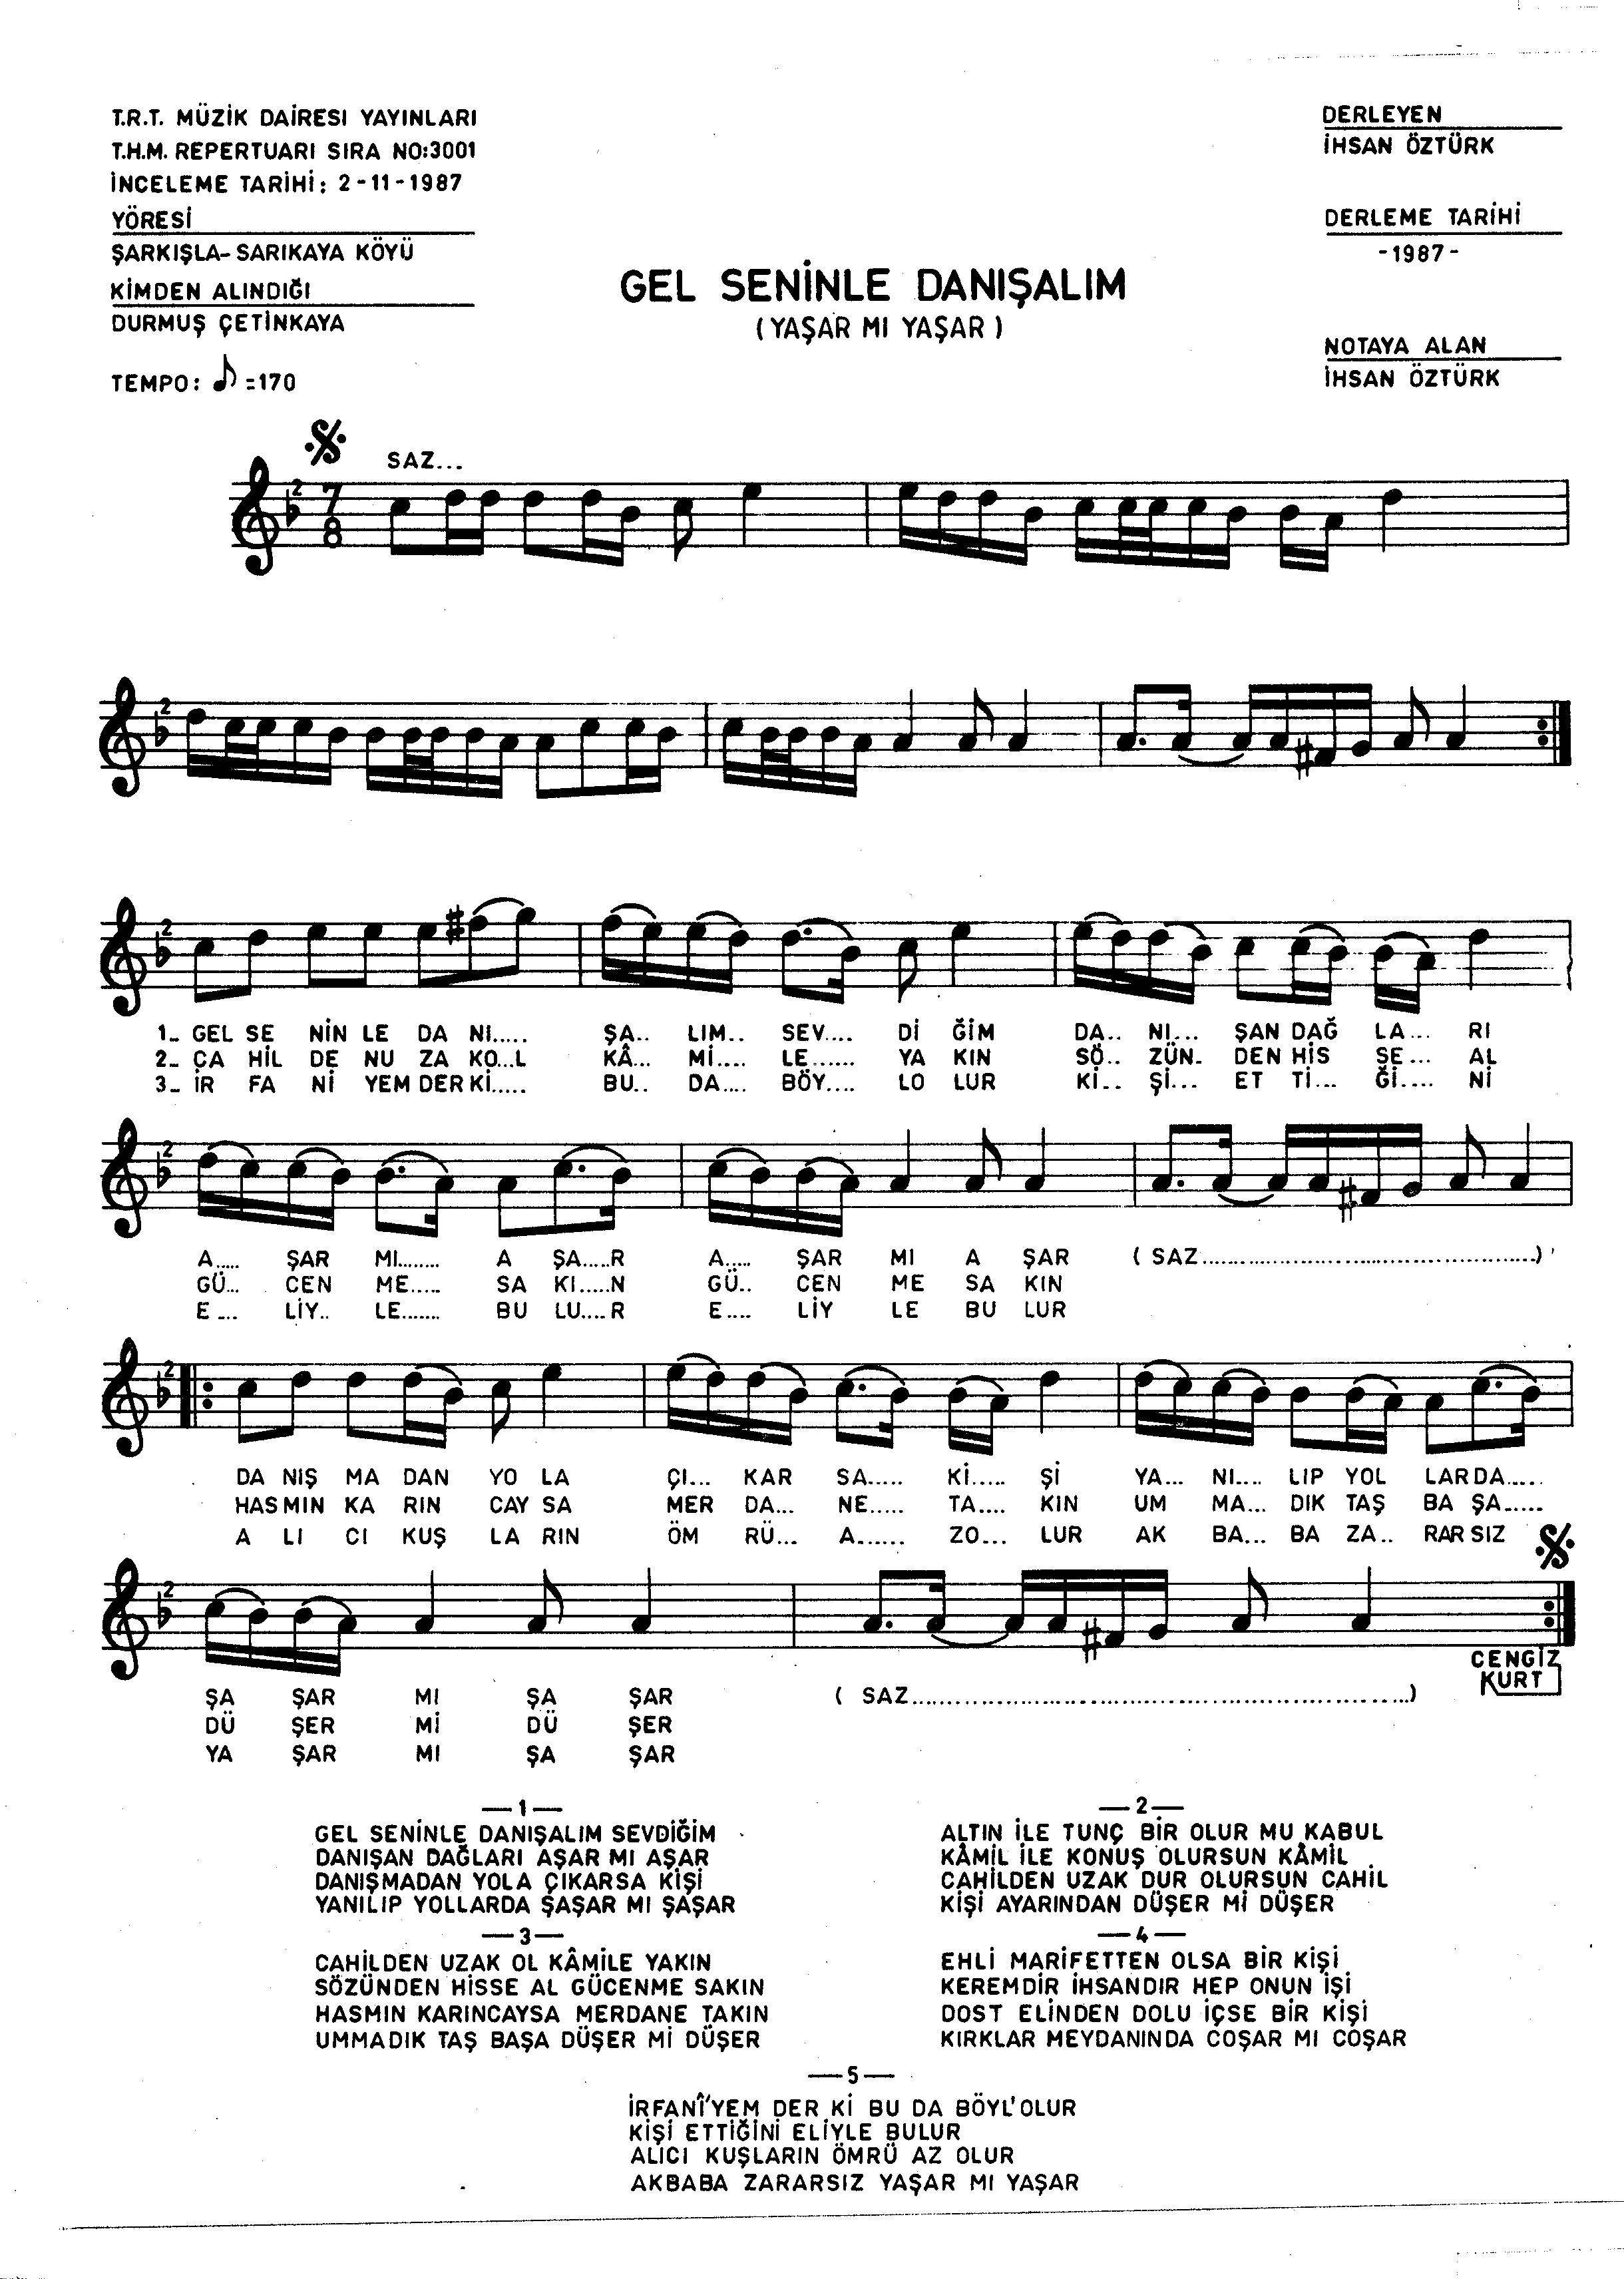 T.R.T. MÜZİK DAİRESI YAYINLARI
T.H.M. REPERTUARI SIRA NO:3001
İNCELEME TARİHİ: 2-11-1987
YÖRESİ
ŞARKIŞLA-SARIKAYA KÖYÜ
KİMDEN ALINDIĞI
DURMUŞ ÇETİNKAYA
TEMPO: ♪=170
DERLEYEN
İHSAN ÖZTÜRK
DERLEME TARİHİ
-1987-
NOTAYA ALAN
İHSAN ÖZTÜRK
GEL SENİNLE DANIŞALIM
(YAŞAR MI YAŞAR)
SAZ...
2 7 8
2
2
1_ GEL SE NİN LE DA NI..... ŞA.. LIM.. SEV.... Dİ ĞİM DA.. NI... ŞAN DAĞ LA... RI
2_ CA HİL DE NU ZA KO...L KÂ... Mİ.... LE....... YA KIN SÖ.. ZÜN_ DEN HİS SE... AL
3_ İR FA Nİ YEM DER Kİ..... BU.. DA.... BÖY.... LO LUR Kİ.. Şİ... ET Tİ... Ğİ.... Nİ
2
A..... ŞAR MI........ A ŞA.....R A..... ŞAR MI A ŞAR ( SAZ..............................................)
GÜ... CEN ME..... SA KI.....N GÜ.. CEN ME SA KIN
E ... LİY.. LE....... BU LU....R E.... LİY LE BU LUR
2
DA NIŞ MA DAN YO LA ÇI... KAR SA..... Kİ..... Şİ YA... NI.... LIP YOL LAR DA.....
HAS MIN KA RIN CAY SA MER DA... NE..... TA.... KIN UM MA... DIK TAŞ BA ŞA.....
A LI CI KUŞ LA RIN ÖM RÜ... A...... ZO... LUR AK BA... BA ZA.. RAR SIZ
2
CENGİZ
KURT
ŞA ŞAR MI ŞA ŞAR ( SAZ..............................................................)
DÜ ŞER Mİ DÜ ŞER
YA ŞAR MI ŞA ŞAR
—1—
GEL SENİNLE DANIŞALIM SEVDİĞİM
DANIŞAN DAĞLARI AŞAR MI AŞAR
DANIŞMADAN YOLA ÇIKARSA KİŞİ
YANILIP YOLLARDA ŞAŞAR MI ŞAŞAR
—2—
ALTIN İLE TUNÇ BİR OLUR MU KABUL
KÂMİL İLE KONUŞ OLURSUN KÂMİL
CAHİLDEN UZAK DUR OLURSUN CAHİL
KİŞİ AYARINDAN DÜŞER Mİ DÜŞER
—3—
CAHİLDEN UZAK OL KÂMİLE YAKIN
SÖZÜNDEN HİSSE AL GÜCENME SAKIN
HASMIN KARINCAYSA MERDANE TAKIN
UMMADIK TAŞ BAŞA DÜŞER Mİ DÜŞER
—4—
EHLİ MARİFETTEN OLSA BİR KİŞİ
KEREMDİR İHSANDIR HEP ONUN İŞİ
DOST ELİNDEN DOLU İÇSE BİR KİŞİ
KIRKLAR MEYDANINDA COŞAR MI COŞAR
—5—
İRFANÎ'YEM DER Kİ BU DA BÖYL'OLUR
KİŞİ ETTİĞİNİ ELİYLE BULUR
ALICI KUŞLARIN ÖMRÜ AZ OLUR
AKBABA ZARARSIZ YAŞAR MI YAŞAR